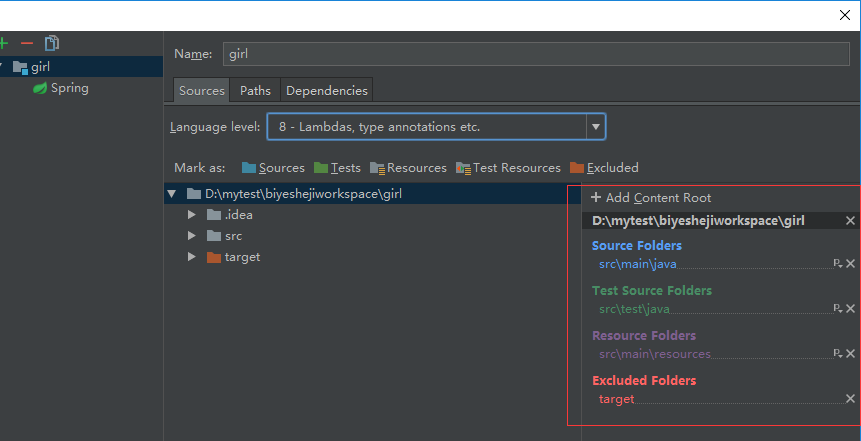 girl
Spring
Name: girl
Sources Paths Dependencies
Language level: 8 - Lambdas, type annotations etc.
Mark as: Sources Tests Resources Test Resources Excluded
D:\mytest\biyeshejiworkspace\girl
.idea
src
target
+ Add Content Root
D:\mytest\biyeshejiworkspace\girl
Source Folders
src\main\java
Test Source Folders
src\test\java
Resource Folders
src\main\resources
Excluded Folders
target